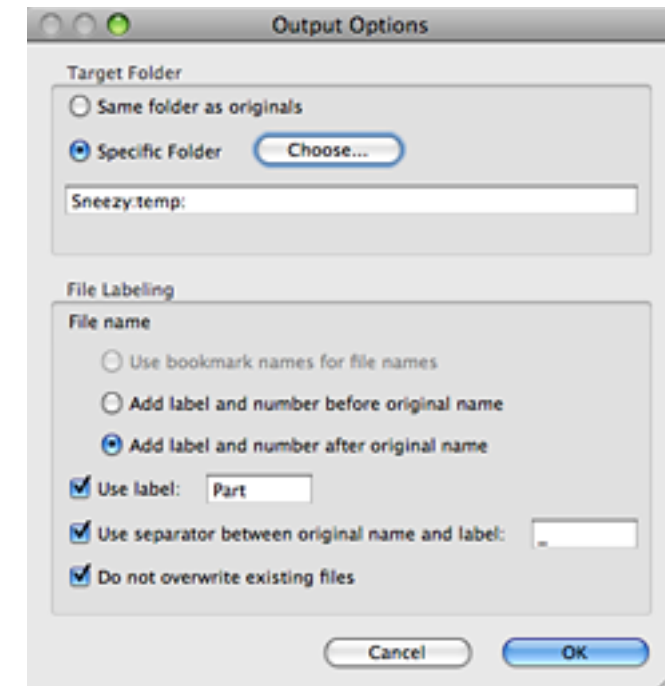 Output Options
Target Folder
Same folder as originals
Specific Folder Choose...
Sneezy:temp:
File Labeling
File name
Use bookmark names for file names
Add label and number before original name
Add label and number after original name
Use label: Part
Use separator between original name and label: _
Do not overwrite existing files
Cancel OK